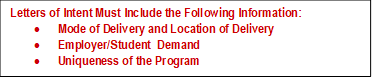 Letters of Intent Must Include the Following Information:
• Mode of Delivery and Location of Delivery
• Employer/Student Demand
• Uniqueness of the Program